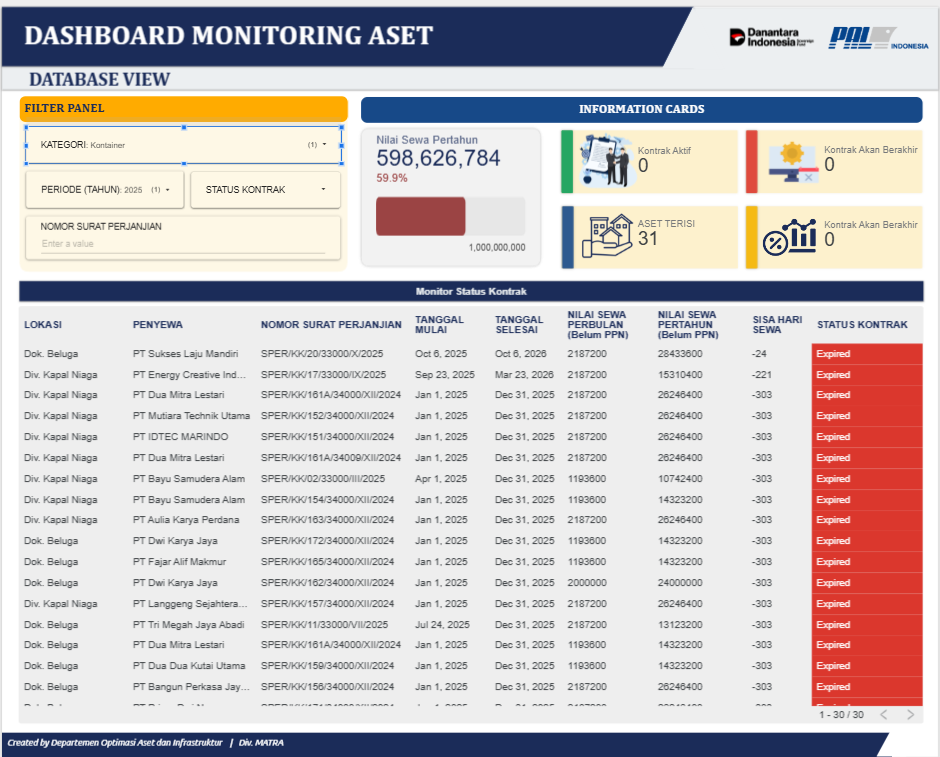 DASHBOARD MONITORING ASET
Danantara
Indonesia
PAL INDONESIA
DATABASE VIEW
FILTER PANEL
INFORMATION CARDS
KATEGORI: Kontainer (1)
PERIODE (TAHUN): 2025 (1)
STATUS KONTRAK
NOMOR SURAT PERJANJIAN
Enter a value
Nilai Sewa Pertahun
598,626,784
59.9%
1,000,000,000
Kontrak Aktif
0
Kontrak Akan Berakhir
0
ASET TERISI
31
Kontrak Akan Berakhir
0
Monitor Status Kontrak
LOKASI PENYEWA NOMOR SURAT PERJANJIAN TANGGAL MULAI TANGGAL SELESAI NILAI SEWA PERBULAN (Belum PPN) NILAI SEWA PERTAHUN (Belum PPN) SISA HARI SEWA STATUS KONTRAK
Dok. Beluga PT Sukses Laju Mandiri SPER/KK/20/33000/X/2025 Oct 6, 2025 Oct 6, 2026 2187200 28433600 -24 Expired
Div. Kapal Niaga PT Energy Creative Ind... SPER/KK/17/33000/IX/2025 Sep 23, 2025 Mar 23, 2026 2187200 15310400 -221 Expired
Div. Kapal Niaga PT Dua Mitra Lestari SPER/KK/161A/34000/XII/2024 Jan 1, 2025 Dec 31, 2025 2187200 26246400 -303 Expired
Div. Kapal Niaga PT Mutiara Technik Utama SPER/KK/152/34000/XII/2024 Jan 1, 2025 Dec 31, 2025 2187200 26246400 -303 Expired
Div. Kapal Niaga PT IDTEC MARINDO SPER/KK/151/34000/XII/2024 Jan 1, 2025 Dec 31, 2025 2187200 26246400 -303 Expired
Div. Kapal Niaga PT Dua Mitra Lestari SPER/KK/161A/34009/XII/2024 Jan 1, 2025 Dec 31, 2025 2187200 26246400 -303 Expired
Div. Kapal Niaga PT Bayu Samudera Alam SPER/KK/02/33000/III/2025 Apr 1, 2025 Dec 31, 2025 1193600 10742400 -303 Expired
Div. Kapal Niaga PT Bayu Samudera Alam SPER/KK/154/34000/XII/2024 Jan 1, 2025 Dec 31, 2025 1193600 14323200 -303 Expired
Div. Kapal Niaga PT Aulia Karya Perdana SPER/KK/163/34000/XII/2024 Jan 1, 2025 Dec 31, 2025 2187200 26246400 -303 Expired
Dok. Beluga PT Dwi Karya Jaya SPER/KK/172/34000/XII/2024 Jan 1, 2025 Dec 31, 2025 1193600 14323200 -303 Expired
Dok. Beluga PT Fajar Alif Makmur SPER/KK/165/34000/XII/2024 Jan 1, 2025 Dec 31, 2025 1193600 14323200 -303 Expired
Dok. Beluga PT Dwi Karya Jaya SPER/KK/162/34000/XII/2024 Jan 1, 2025 Dec 31, 2025 2000000 24000000 -303 Expired
Div. Kapal Niaga PT Langgeng Sejahtera... SPER/KK/157/34000/XII/2024 Jan 1, 2025 Dec 31, 2025 2187200 26246400 -303 Expired
Dok. Beluga PT Tri Megah Jaya Abadi SPER/KK/11/33000/VII/2025 Jul 24, 2025 Dec 31, 2025 2187200 13123200 -303 Expired
Dok. Beluga PT Dua Mitra Lestari SPER/KK/161A/34000/XII/2024 Jan 1, 2025 Dec 31, 2025 1193600 14323200 -303 Expired
Dok. Beluga PT Dua Dua Kutai Utama SPER/KK/159/34000/XII/2024 Jan 1, 2025 Dec 31, 2025 1193600 14323200 -303 Expired
Dok. Beluga PT Bangun Perkasa Jay... SPER/KK/156/34000/XII/2024 Jan 1, 2025 Dec 31, 2025 2187200 26246400 -303 Expired
1 - 30 / 30
Created by Departemen Optimasi Aset dan Infrastruktur | Div. MATRA